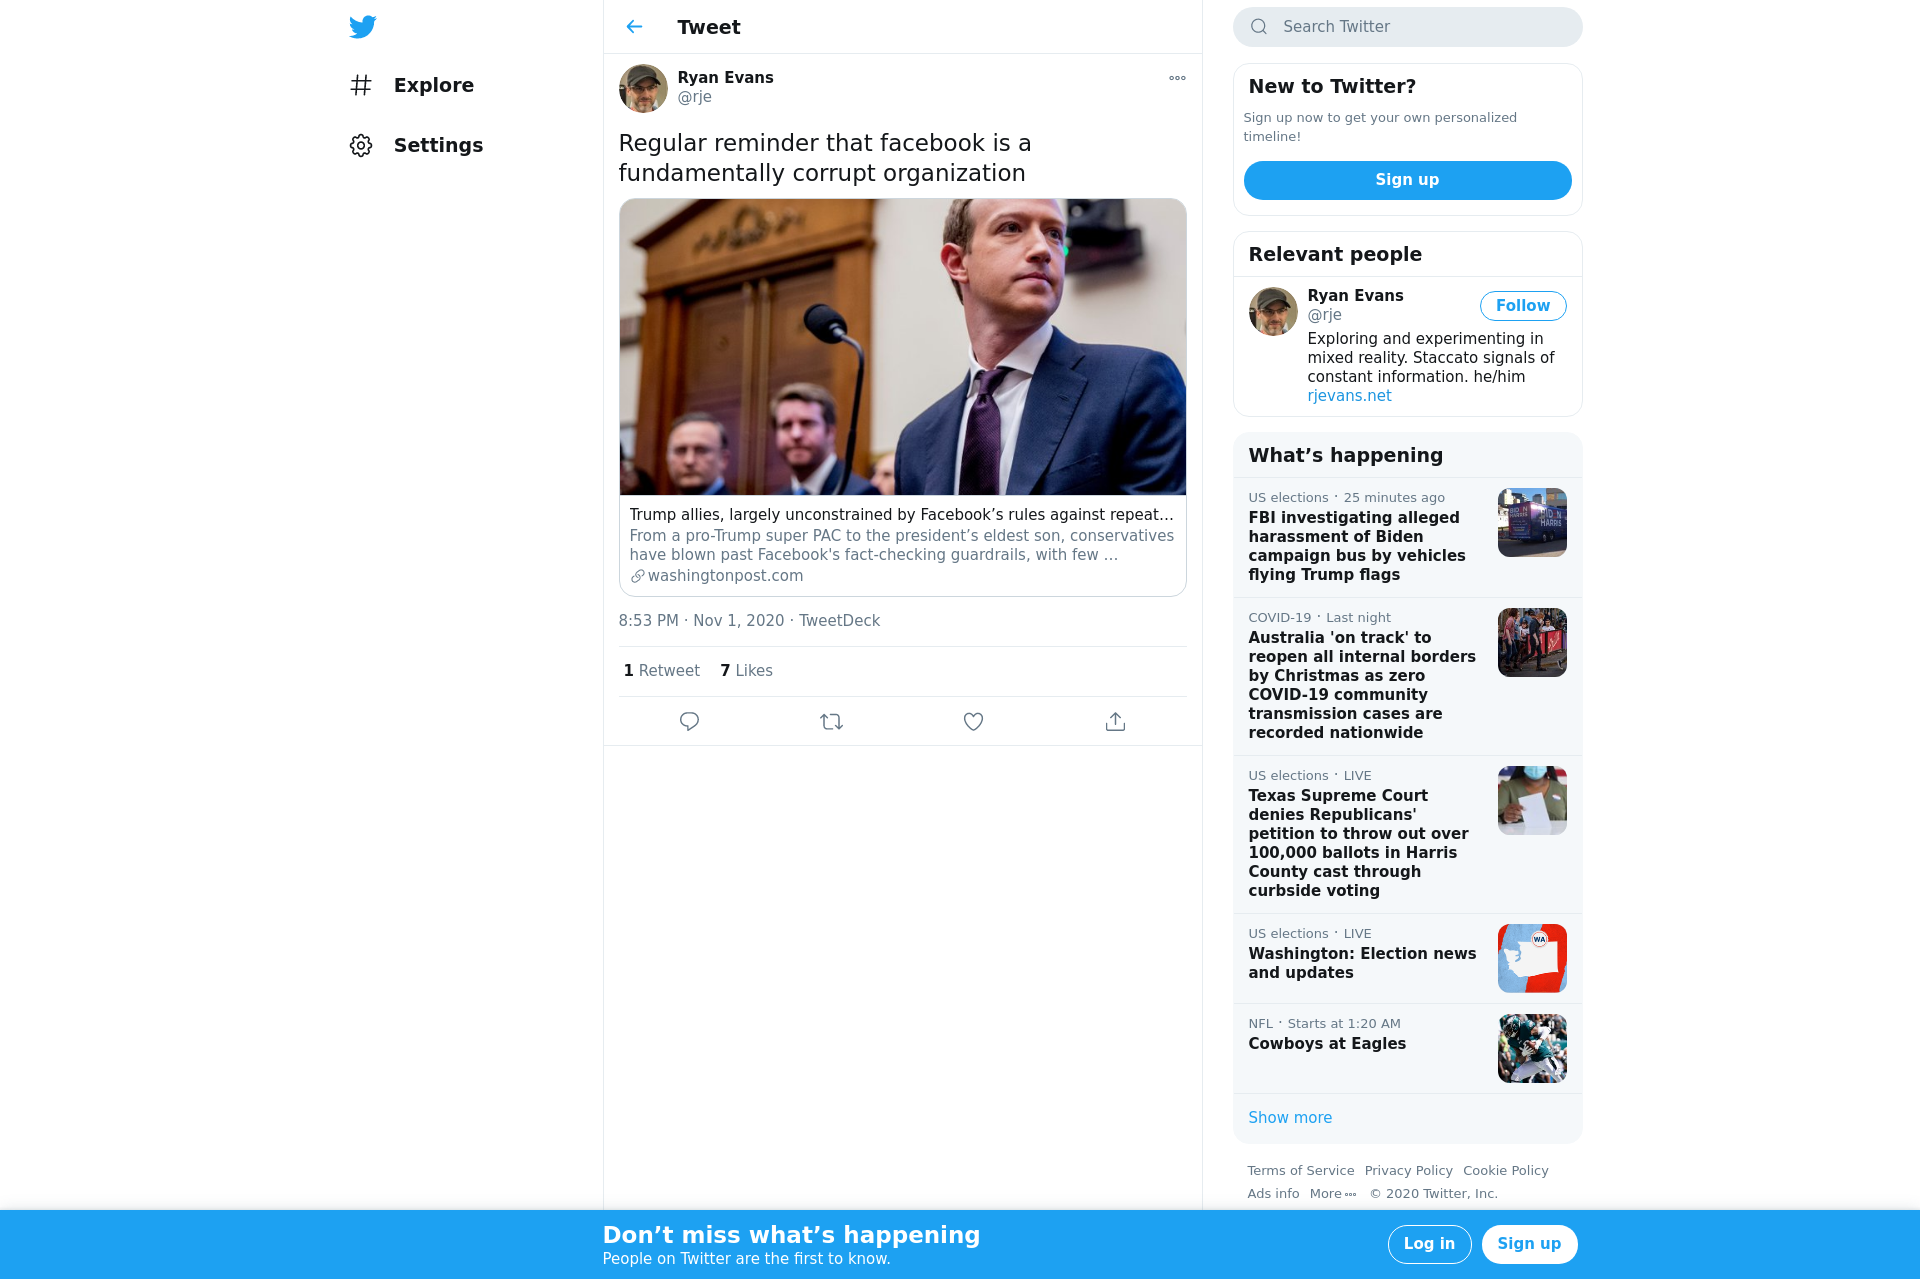 Explore
Settings
Tweet
Ryan Evans
@rje
Regular reminder that facebook is a
fundamentally corrupt organization
Trump allies, largely unconstrained by Facebook’s rules against repeat…
From a pro-Trump super PAC to the president’s eldest son, conservatives
have blown past Facebook's fact-checking guardrails, with few …
washingtonpost.com
8:53 PM · Nov 1, 2020 · TweetDeck
1 Retweet 7 Likes
Search Twitter
New to Twitter?
Sign up now to get your own personalized
timeline!
Sign up
Relevant people
Ryan Evans
@rje
Follow
Exploring and experimenting in
mixed reality. Staccato signals of
constant information. he/him
rjevans.net
What’s happening
US elections · 25 minutes ago
FBI investigating alleged
harassment of Biden
campaign bus by vehicles
flying Trump flags
COVID-19 · Last night
Australia 'on track' to
reopen all internal borders
by Christmas as zero
COVID-19 community
transmission cases are
recorded nationwide
US elections · LIVE
Texas Supreme Court
denies Republicans'
petition to throw out over
100,000 ballots in Harris
County cast through
curbside voting
US elections · LIVE
Washington: Election news
and updates
WA
NFL · Starts at 1:20 AM
Cowboys at Eagles
Show more
Terms of Service Privacy Policy Cookie Policy
Ads info More © 2020 Twitter, Inc.
Don’t miss what’s happening
People on Twitter are the first to know.
Log in
Sign up